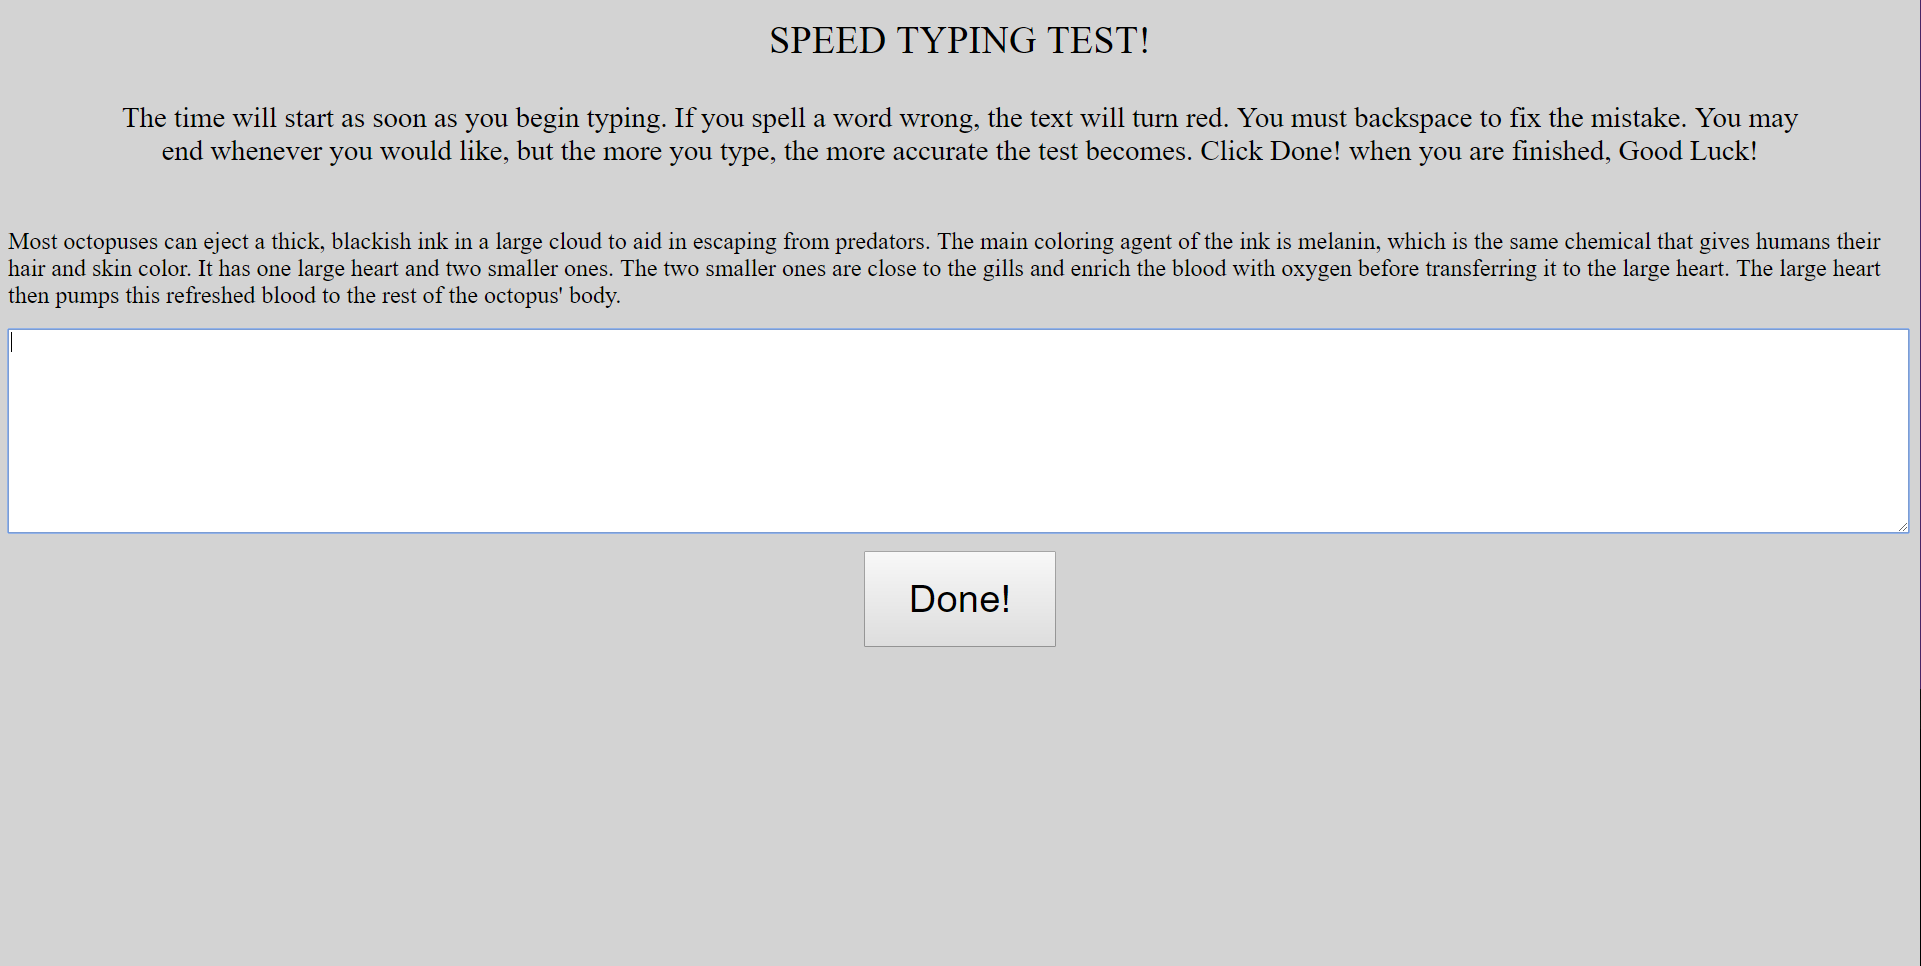 SPEED TYPING TEST!
The time will start as soon as you begin typing. If you spell a word wrong, the text will turn red. You must backspace to fix the mistake. You may
end whenever you would like, but the more you type, the more accurate the test becomes. Click Done! when you are finished, Good Luck!
Most octopuses can eject a thick, blackish ink in a large cloud to aid in escaping from predators. The main coloring agent of the ink is melanin, which is the same chemical that gives humans their
hair and skin color. It has one large heart and two smaller ones. The two smaller ones are close to the gills and enrich the blood with oxygen before transferring it to the large heart. The large heart
then pumps this refreshed blood to the rest of the octopus' body.
Done!